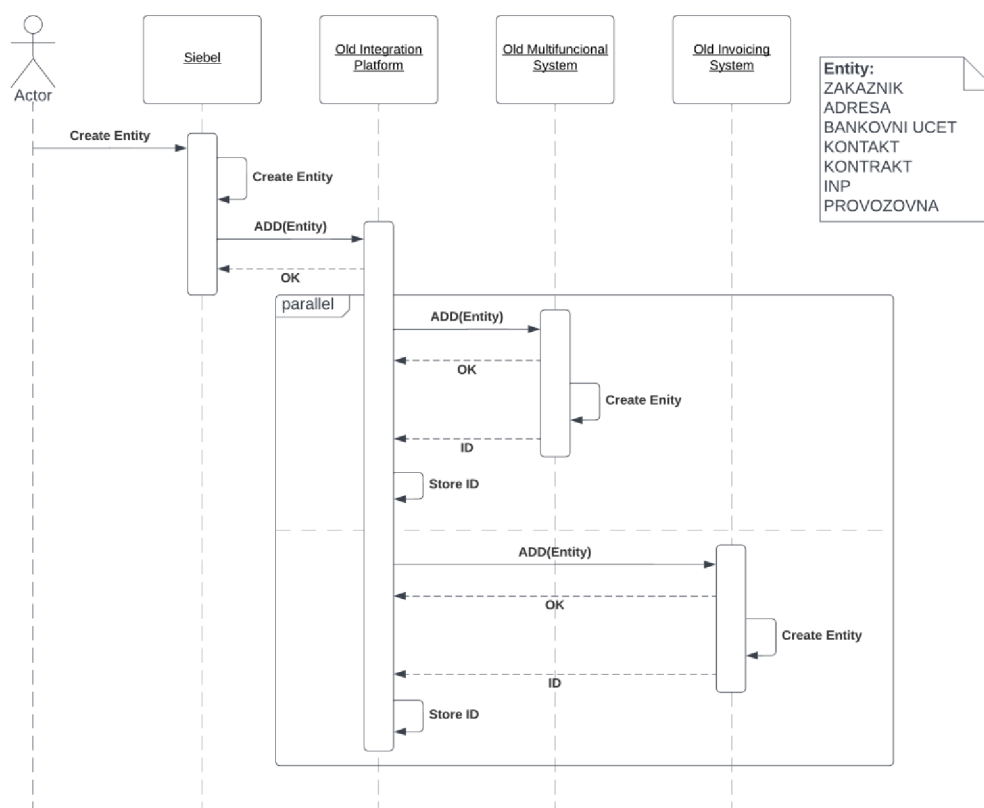 Siebel
Old Integration
Platform
Old Multifuncional
System
Old Invoicing
System
Actor
Entity:
ZAKAZNIK
ADRESA
BANKOVNI UCET
KONTAKT
KONTRAKT
INP
PROVOZOVNA
Create Entity
Create Entity
ADD(Entity)
OK
parallel
ADD(Entity)
OK
Create Enity
ID
Store ID
ADD(Entity)
OK
Create Entity
ID
Store ID